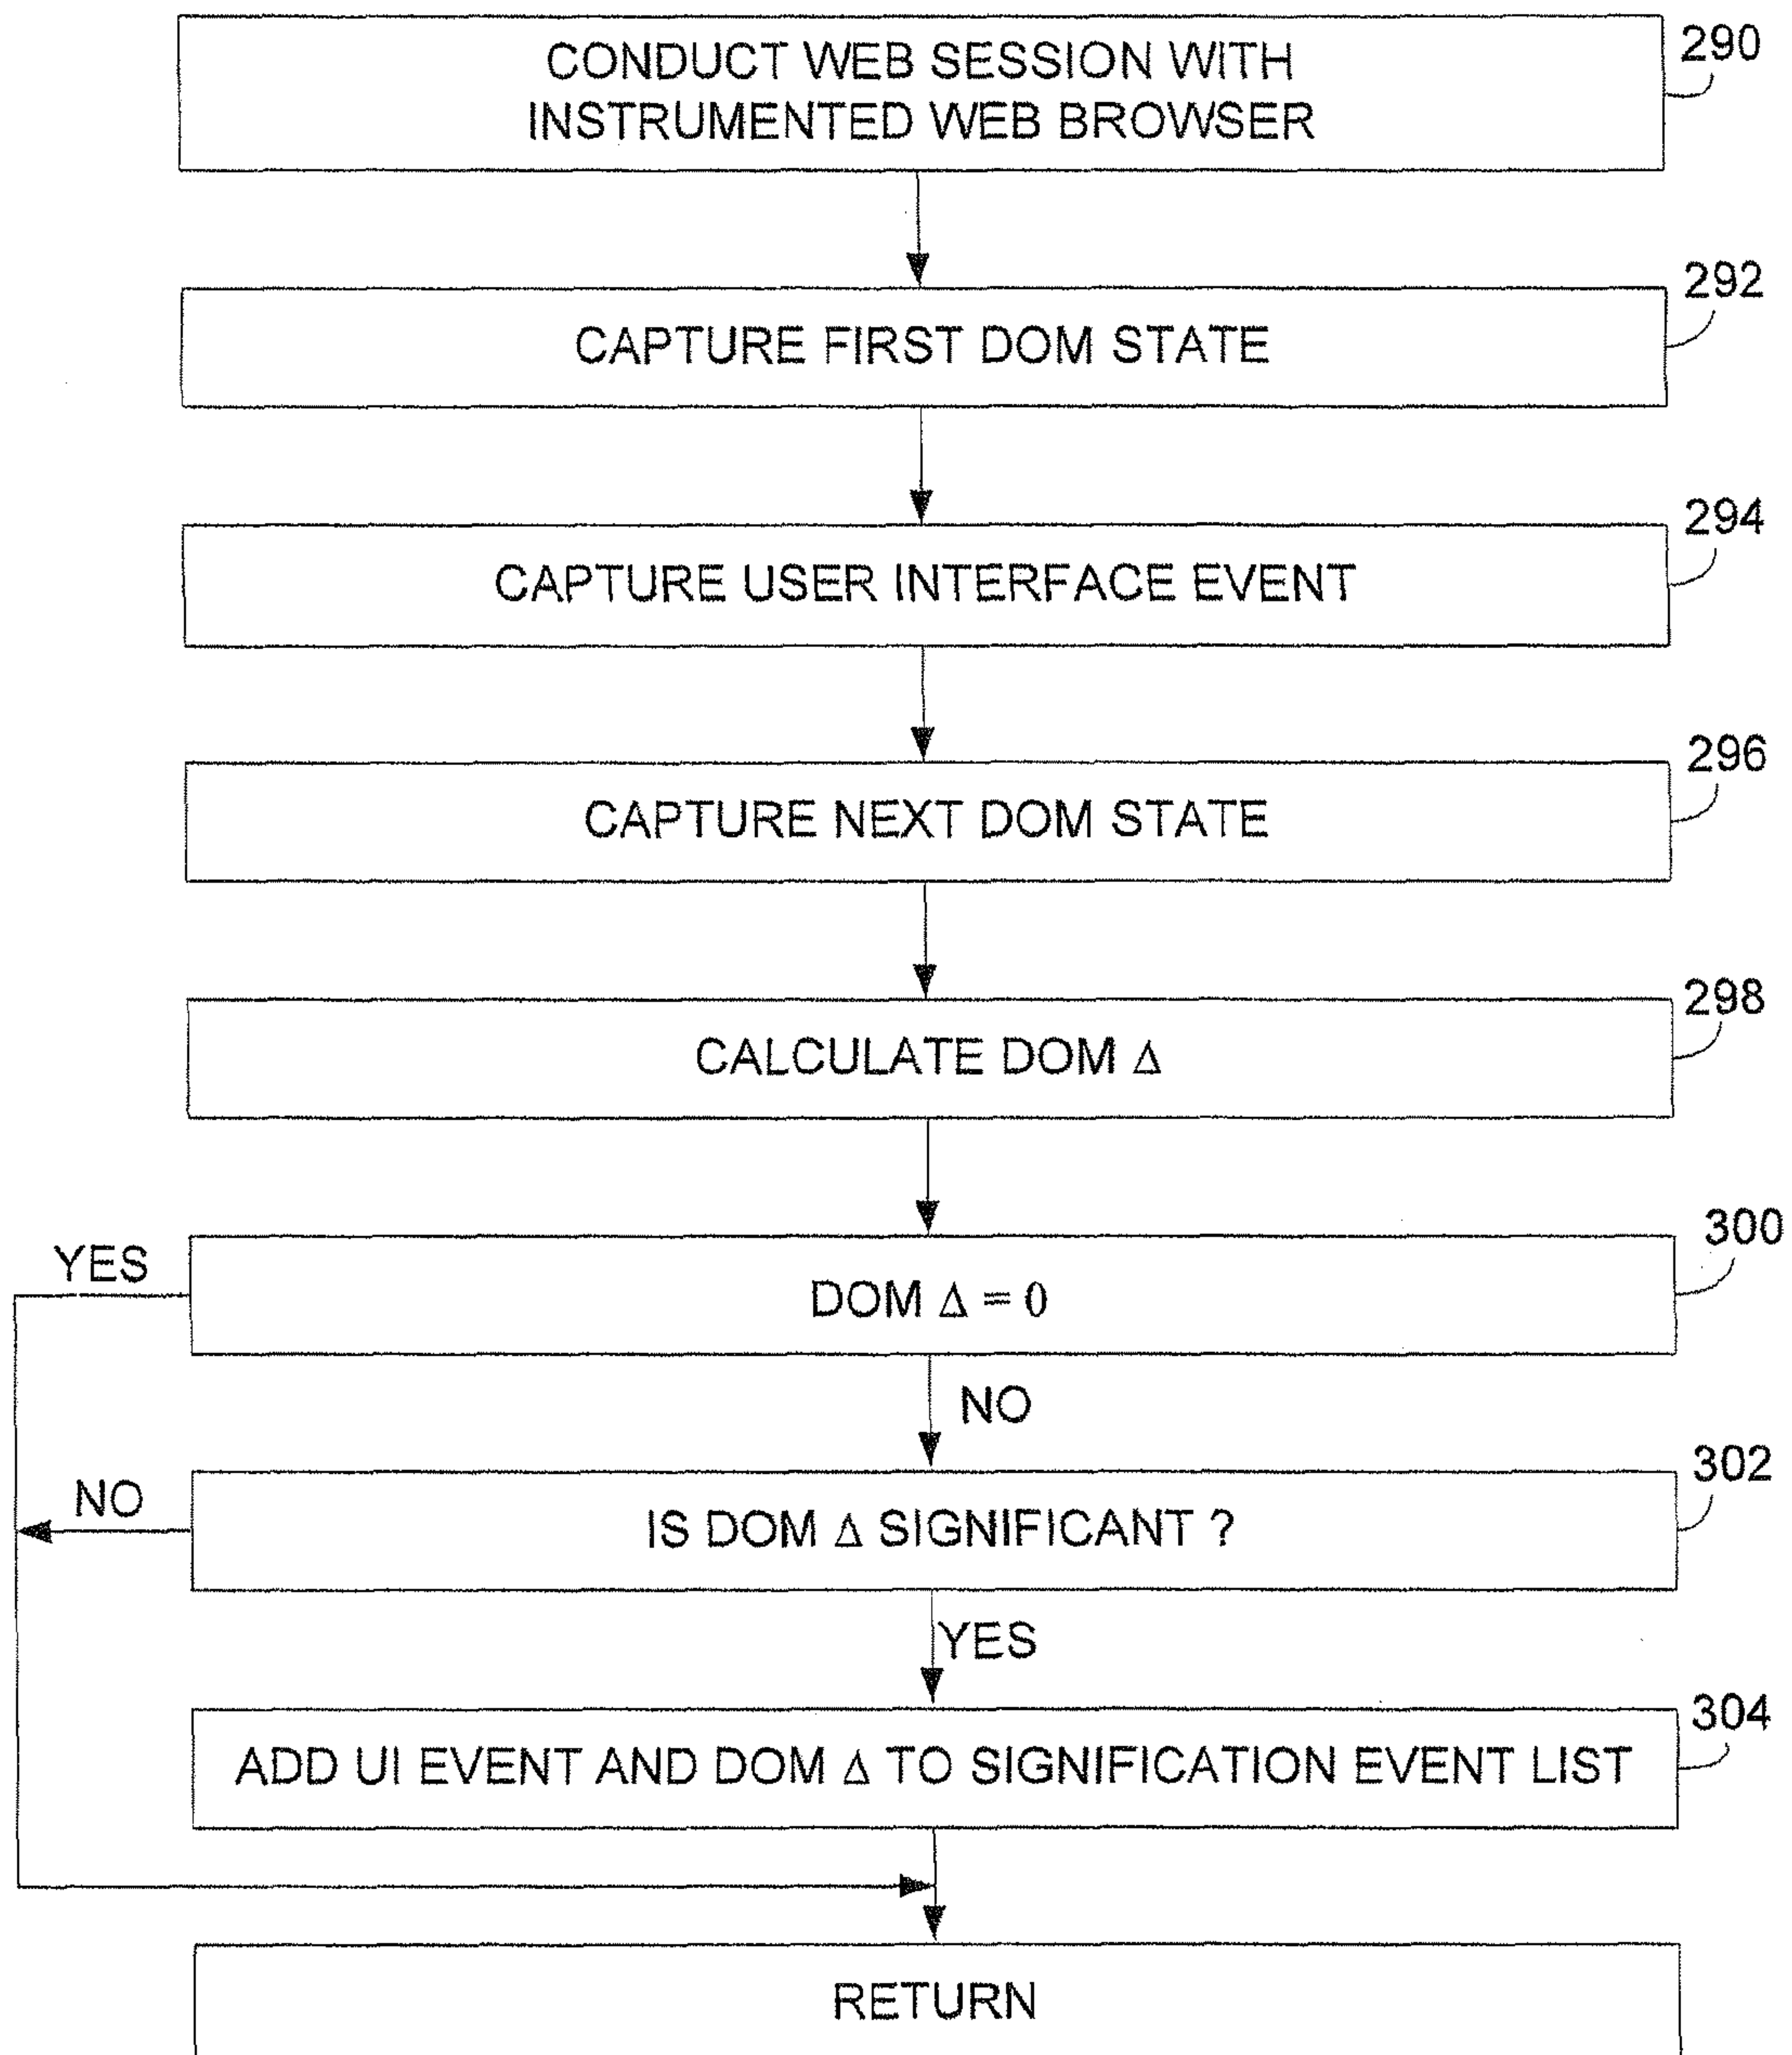 CONDUCT WEB SESSION WITH
INSTRUMENTED WEB BROWSER
290
CAPTURE FIRST DOM STATE
292
CAPTURE USER INTERFACE EVENT
294
CAPTURE NEXT DOM STATE
296
CALCULATE DOM Δ
298
DOM Δ = 0
300
YES
NO
IS DOM Δ SIGNIFICANT ?
302
NO
YES
ADD UI EVENT AND DOM Δ TO SIGNIFICATION EVENT LIST
304
RETURN